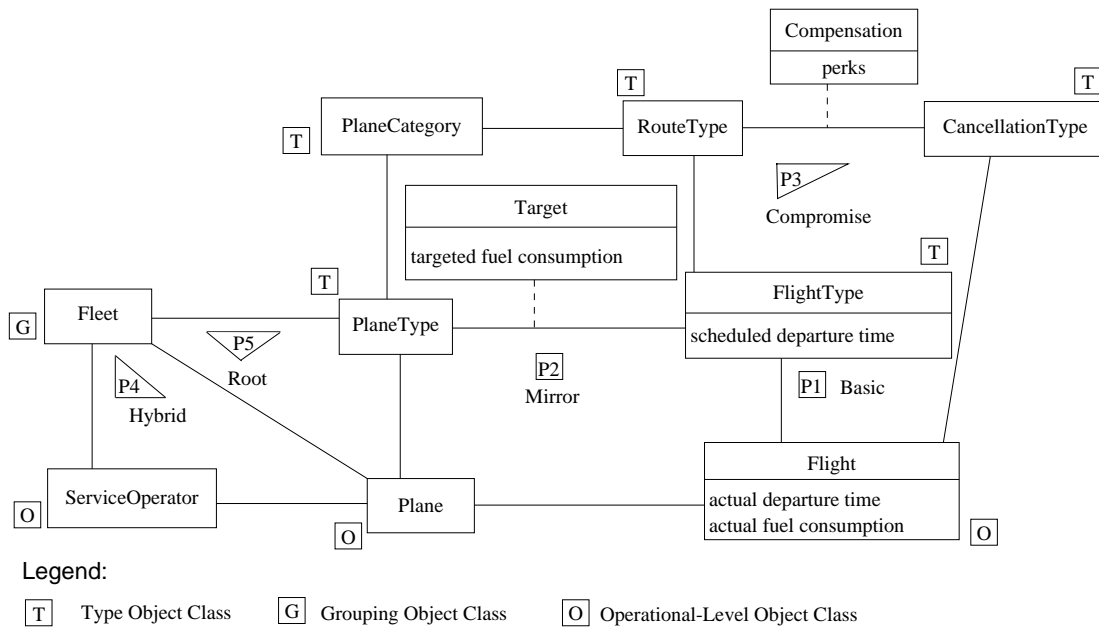 Compensation
perks
T
T
PlaneCategory
RouteType
CancellationType
T
P3
Compromise
Target
targeted fuel consumption
T
T
FlightType
scheduled departure time
G
Fleet
PlaneType
P5
Root
P2
Mirror
P1 Basic
P4
Hybrid
Flight
actual departure time
actual fuel consumption
ServiceOperator
Plane
O
O
O
Legend:
T Type Object Class G Grouping Object Class O Operational-Level Object Class